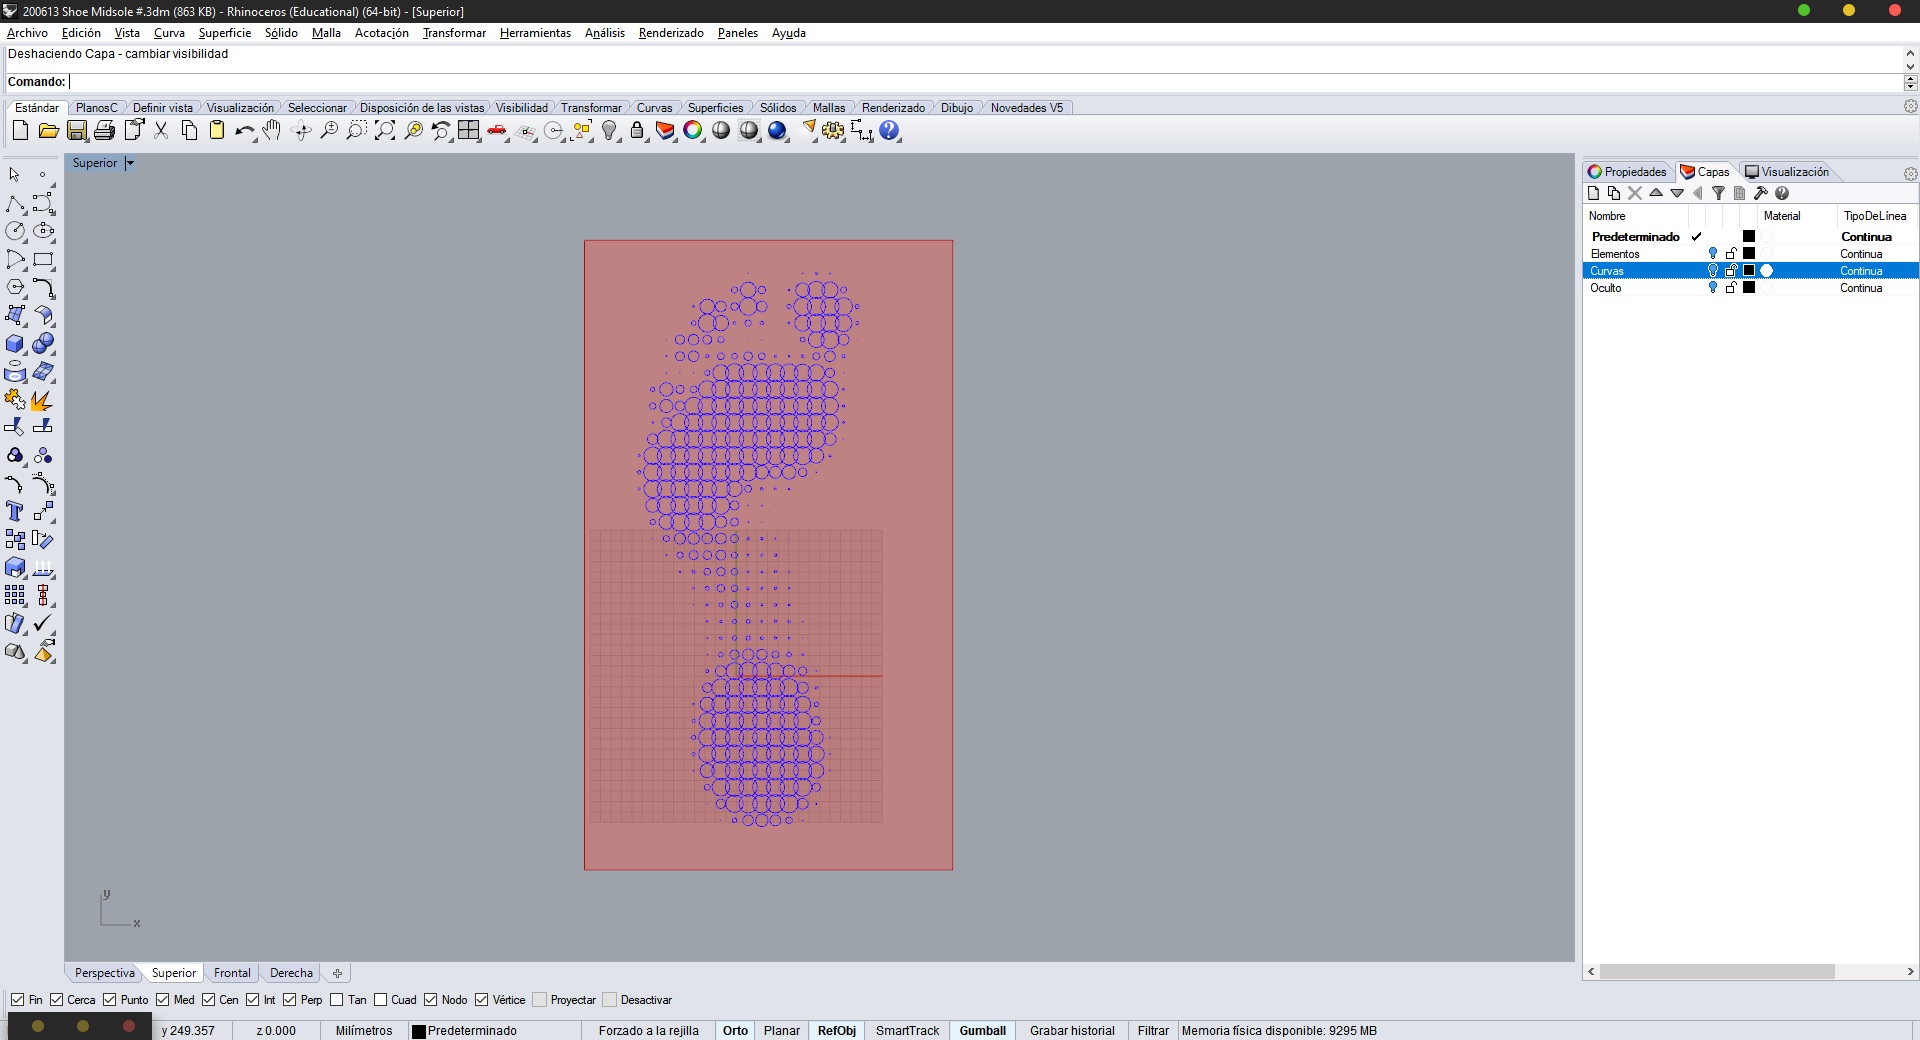 200613 Shoe Midsole #.3dm (863 KB) - Rhinoceros (Educational) (64-bit) - [Superior]
Archivo Edición Vista Curva Superficie Sólido Malla Acotación Transformar Herramientas Análisis Renderizado Paneles Ayuda
Deshaciendo Capa - cambiar visibilidad
Comando:
Estándar PlanosC Definir vista Visualización Seleccionar Disposición de las vistas Visibilidad Transformar Curvas Superficies Sólidos Mallas Renderizado Dibujo Novedades V5
Superior
Propiedades Capas Visualización
Nombre Material TipoDeLínea
Predeterminado Continua
Elementos Continua
Curvas Continua
Oculto Continua
y
x
Perspectiva Superior Frontal Derecha
Fin Cerca Punto Med Cen Int Perp Tan Cuad Nodo Vértice Proyectar Desactivar
y 249.357 z 0.000 Milímetros Predeterminado Forzado a la rejilla Orto Planar RefObj SmartTrack Gumball Grabar historial Filtrar Memoria física disponible: 9295 MB